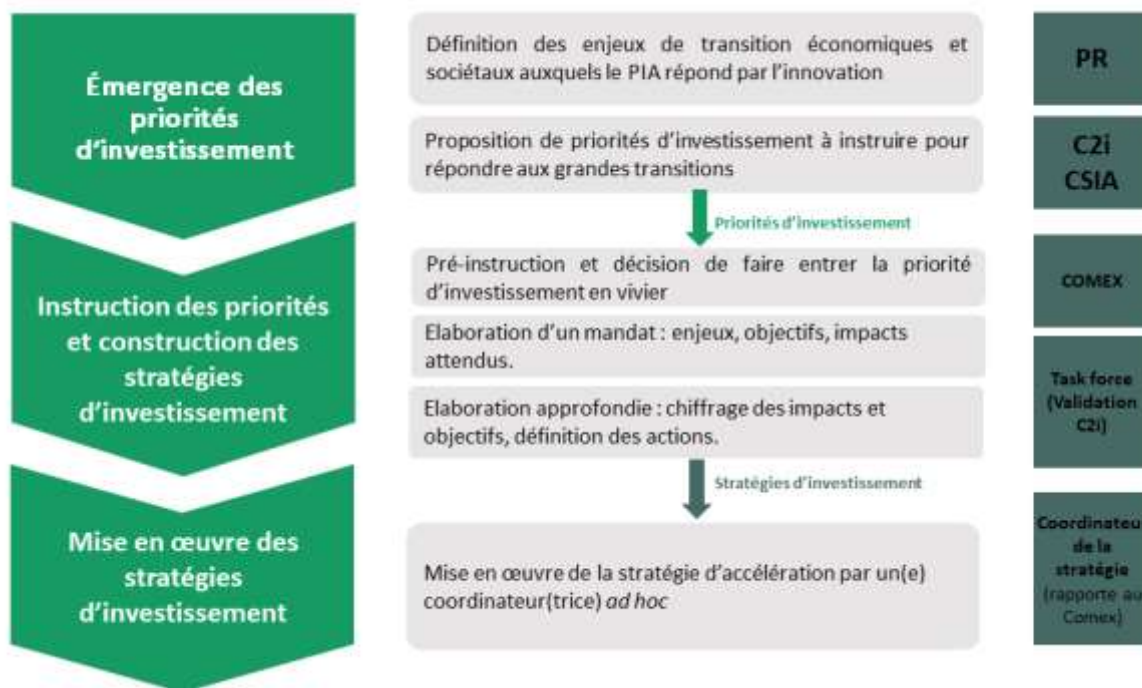 Émergence des
priorités
d'investissement
Définition des enjeux de transition économiques et
sociétaux auxquels le PIA répond par l'innovation
PR
Proposition de priorités d'investissement à instruire pour
répondre aux grandes transitions
C2i
CSIA
Priorités d'investissement
Instruction des priorités
et construction des
stratégies
d'investissement
Pré-instruction et décision de faire entrer la priorité
d'investissement en vivier
COMEX
Elaboration d'un mandat : enjeux, objectifs, impacts
attendus.
Elaboration approfondie : chiffrage des impacts et
objectifs, définition des actions.
Task force
(Validation
C2i)
Stratégies d'investissement
Mise en œuvre des
stratégies
d'investissement
Mise en œuvre de la stratégie d'accélération par un(e)
coordinateur(trice) ad hoc
Coordinateu
de la
stratégie
(rapporte au
Comex)